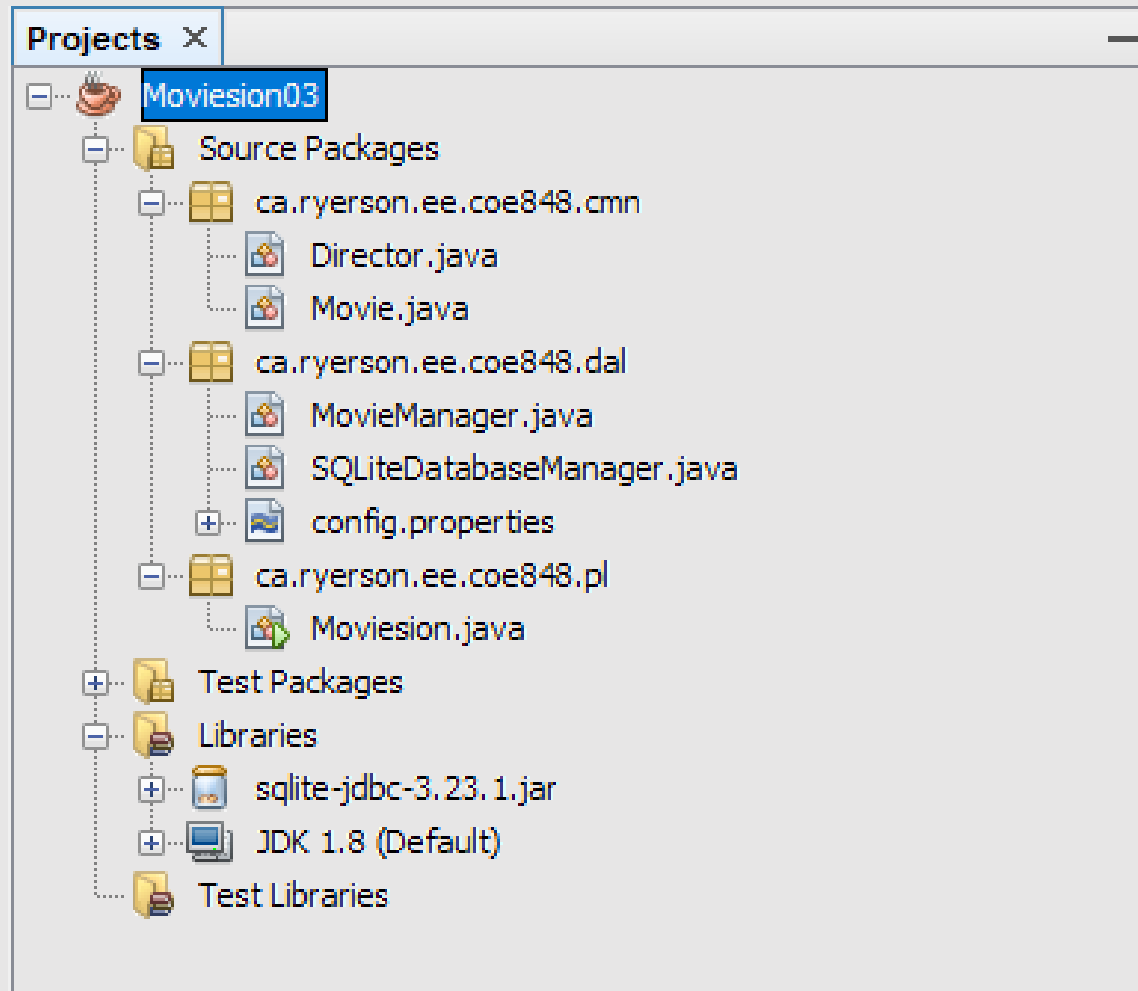 Projects
Moviesion03
Source Packages
ca.ryerson.ee.coe848.cmn
Director.java
Movie.java
ca.ryerson.ee.coe848.dal
MovieManager.java
SQLiteDatabaseManager.java
config.properties
ca.ryerson.ee.coe848.pl
Moviesion.java
Test Packages
Libraries
sqlite-jdbc-3.23.1.jar
JDK 1.8 (Default)
Test Libraries